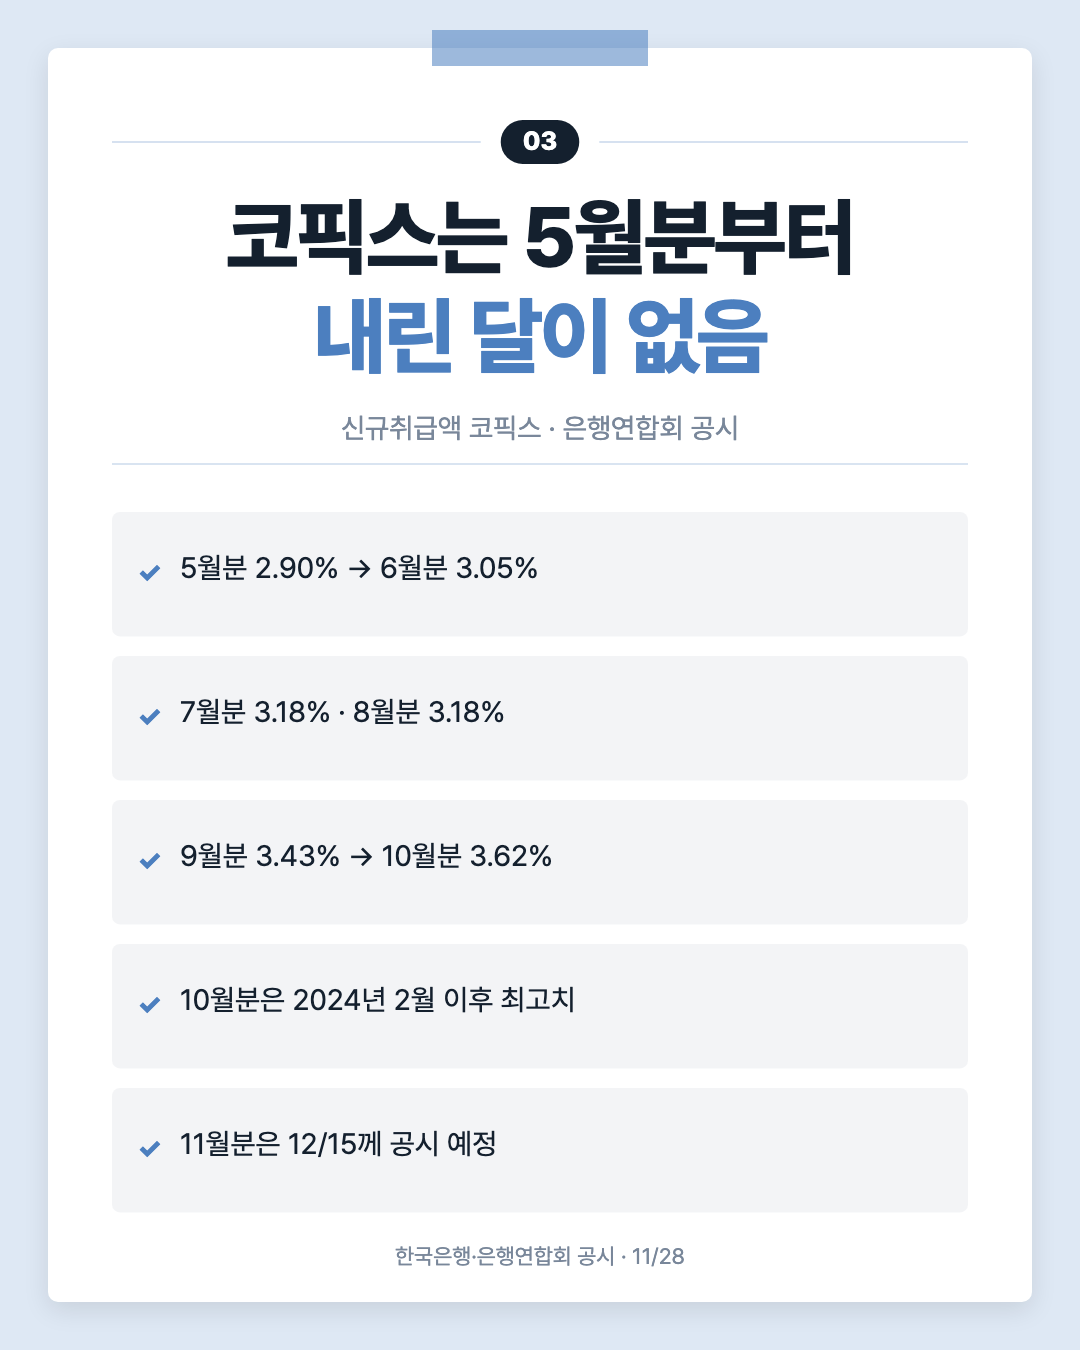 03
코픽스는 5월분부터
내린 달이 없음
신규취급액 코픽스 · 은행연합회 공시
5월분 2.90% → 6월분 3.05%
7월분 3.18% · 8월분 3.18%
9월분 3.43% → 10월분 3.62%
10월분은 2024년 2월 이후 최고치
11월분은 12/15께 공시 예정
한국은행·은행연합회 공시 · 11/28